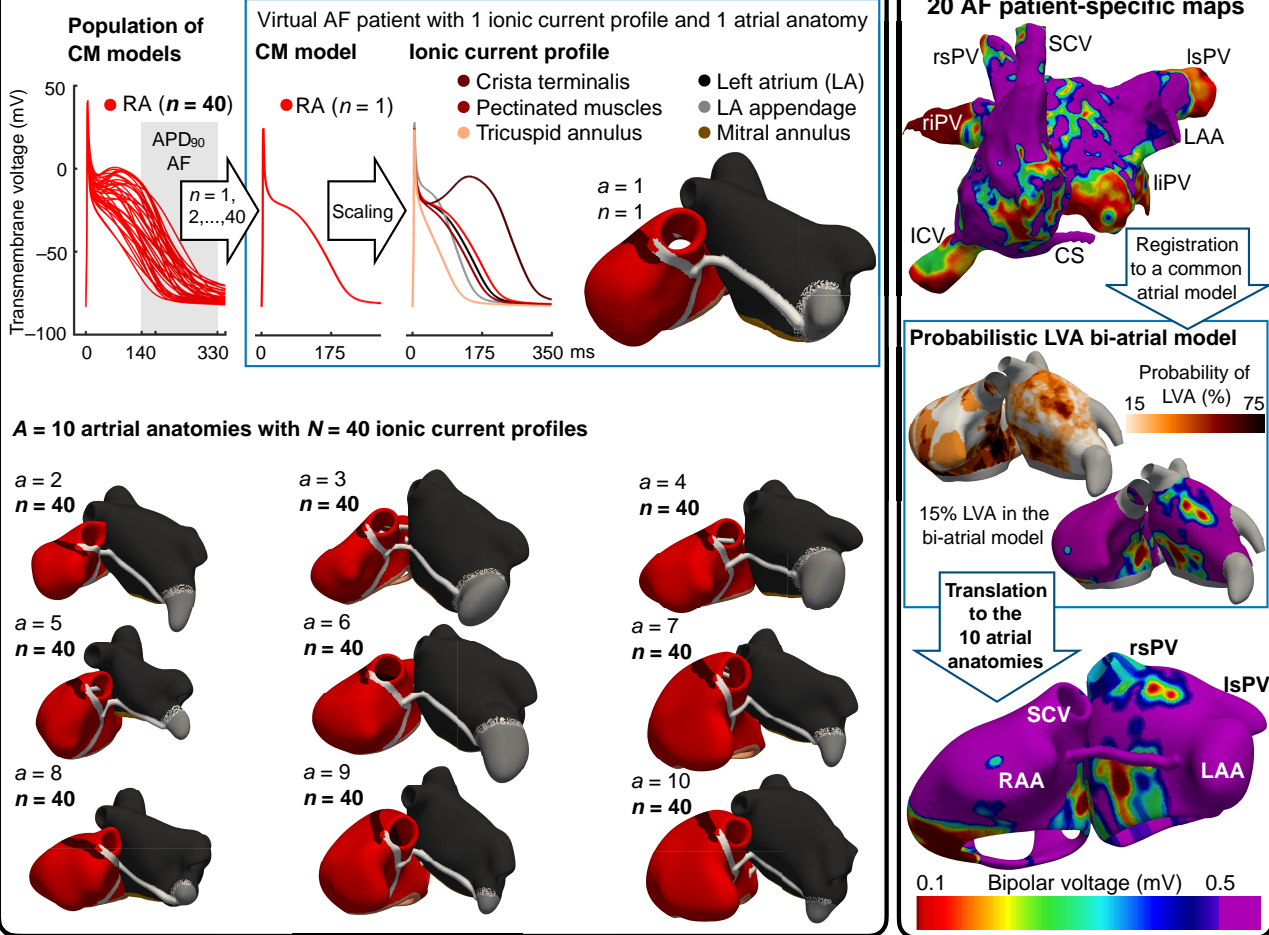 Population of
CM models
Transmembrane voltage (mV)
50
0
−50
−100
RA (n = 40)
APD90
AF
0
140
330
n = 1,
2,...,40
Virtual AF patient with 1 ionic current profile and 1 atrial anatomy
CM model
RA (n = 1)
0
175
Scaling
Ionic current profile
Crista terminalis
Pectinated muscles
Tricuspid annulus
Left atrium (LA)
LA appendage
Mitral annulus
0
175
350
ms
a = 1
n = 1
A = 10 artrial anatomies with N = 40 ionic current profiles
a = 2
n = 40
a = 3
n = 40
a = 4
n = 40
a = 5
n = 40
a = 6
n = 40
a = 7
n = 40
a = 8
n = 40
a = 9
n = 40
a = 10
n = 40
20 AF patient-specific maps
rsPV
SCV
lsPV
riPV
LAA
liPV
ICV
CS
Registration
to a common
atrial model
Probabilistic LVA bi-atrial model
Probability of
LVA (%)
15
75
15% LVA in the
bi-atrial model
Translation
to the
10 atrial
anatomies
rsPV
lsPV
SCV
RAA
LAA
0.1
Bipolar voltage (mV)
0.5